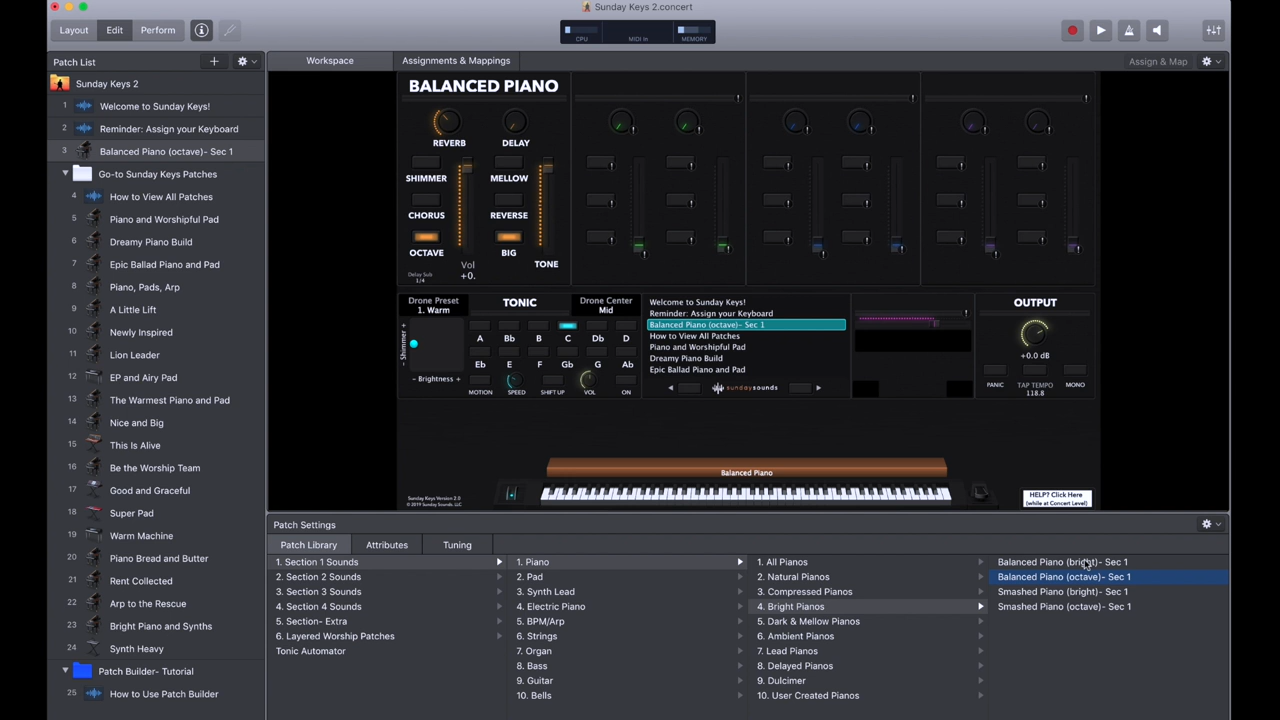 Sunday Keys 2.concert
Layout
Edit
Perform
CPU
MIDI In
MEMORY
Patch List
Workspace
Assignments & Mappings
Assign & Map
Sunday Keys 2
1 Welcome to Sunday Keys!
2 Reminder: Assign your Keyboard
3 Balanced Piano (octave)- Sec 1
Go-to Sunday Keys Patches
4 How to View All Patches
5 Piano and Worshipful Pad
6 Dreamy Piano Build
7 Epic Ballad Piano and Pad
8 Piano, Pads, Arp
9 A Little Lift
10 Newly Inspired
11 Lion Leader
12 EP and Airy Pad
13 The Warmest Piano and Pad
14 Nice and Big
15 This Is Alive
16 Be the Worship Team
17 Good and Graceful
18 Super Pad
19 Warm Machine
20 Piano Bread and Butter
21 Rent Collected
22 Arp to the Rescue
23 Bright Piano and Synths
24 Synth Heavy
Patch Builder- Tutorial
25 How to Use Patch Builder
BALANCED PIANO
REVERB
DELAY
SHIMMER
MELLOW
CHORUS
REVERSE
OCTAVE
BIG
TONE
Delay Sub
1/4
Vol
+0.
Drone Preset
1. Warm
TONIC
Drone Center
Mid
Shimmer +
- Brightness +
A Bb B C Db D
Eb E F Gb G Ab
MOTION SPEED SHIFT UP VOL ON
Welcome to Sunday Keys!
Reminder: Assign your Keyboard
Balanced Piano (octave)- Sec 1
How to View All Patches
Piano and Worshipful Pad
Dreamy Piano Build
Epic Ballad Piano and Pad
sundaysounds
OUTPUT
+0.0 dB
PANIC
TAP TEMPO
118.8
MONO
Balanced Piano
Sunday Keys Version 2.0
© 2019 Sunday Sounds, LLC
HELP? Click Here
(while at Concert Level)
Patch Settings
Patch Library
Attributes
Tuning
1. Section 1 Sounds
2. Section 2 Sounds
3. Section 3 Sounds
4. Section 4 Sounds
5. Section- Extra
6. Layered Worship Patches
Tonic Automator
1. Piano
2. Pad
3. Synth Lead
4. Electric Piano
5. BPM/Arp
6. Strings
7. Organ
8. Bass
9. Guitar
10. Bells
1. All Pianos
2. Natural Pianos
3. Compressed Pianos
4. Bright Pianos
5. Dark & Mellow Pianos
6. Ambient Pianos
7. Lead Pianos
8. Delayed Pianos
9. Dulcimer
10. User Created Pianos
Balanced Piano (bright)- Sec 1
Balanced Piano (octave)- Sec 1
Smashed Piano (bright)- Sec 1
Smashed Piano (octave)- Sec 1